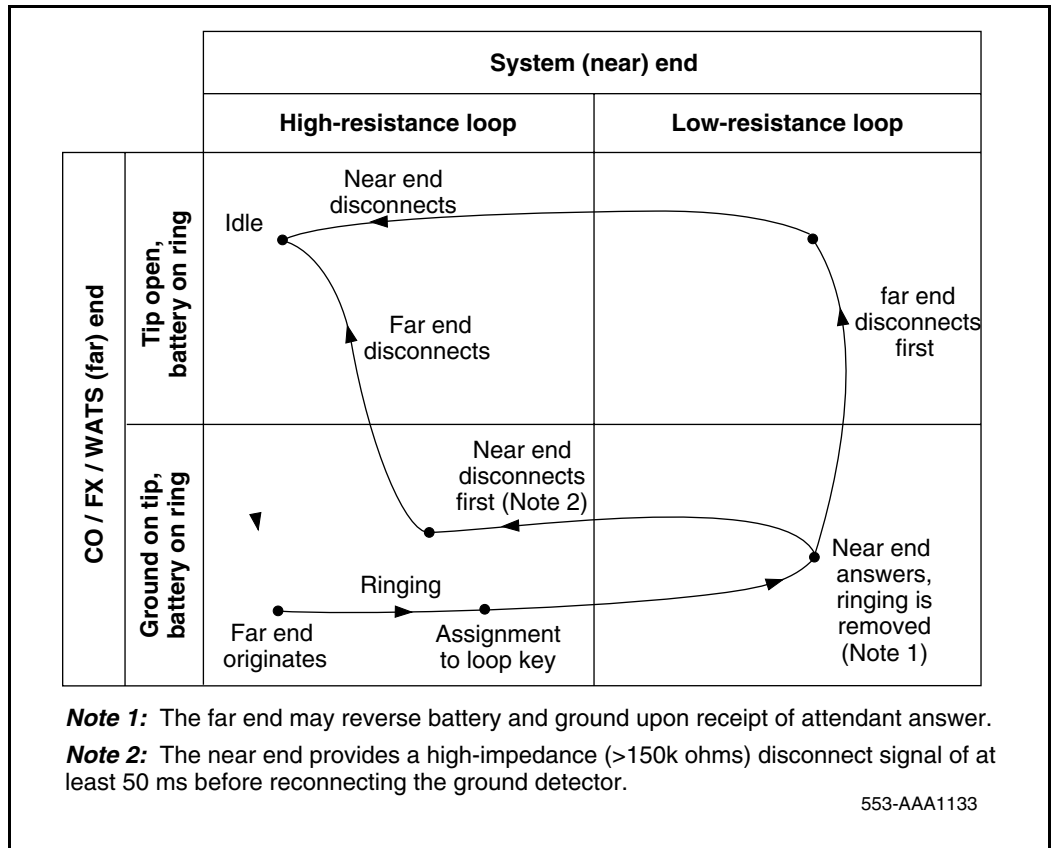 System (near) end
High-resistance loop
Low-resistance loop
CO / FX / WATS (far) end
Tip open,
battery on ring
Idle
Near end
disconnects
Far end
disconnects
far end
disconnects
first
Ground on tip,
battery on ring
Near end
disconnects
first (Note 2)
Ringing
Far end
originates
Assignment
to loop key
Near end
answers,
ringing is
removed
(Note 1)
Note 1: The far end may reverse battery and ground upon receipt of attendant answer.
Note 2: The near end provides a high-impedance (>150k ohms) disconnect signal of at
least 50 ms before reconnecting the ground detector.
553-AAA1133